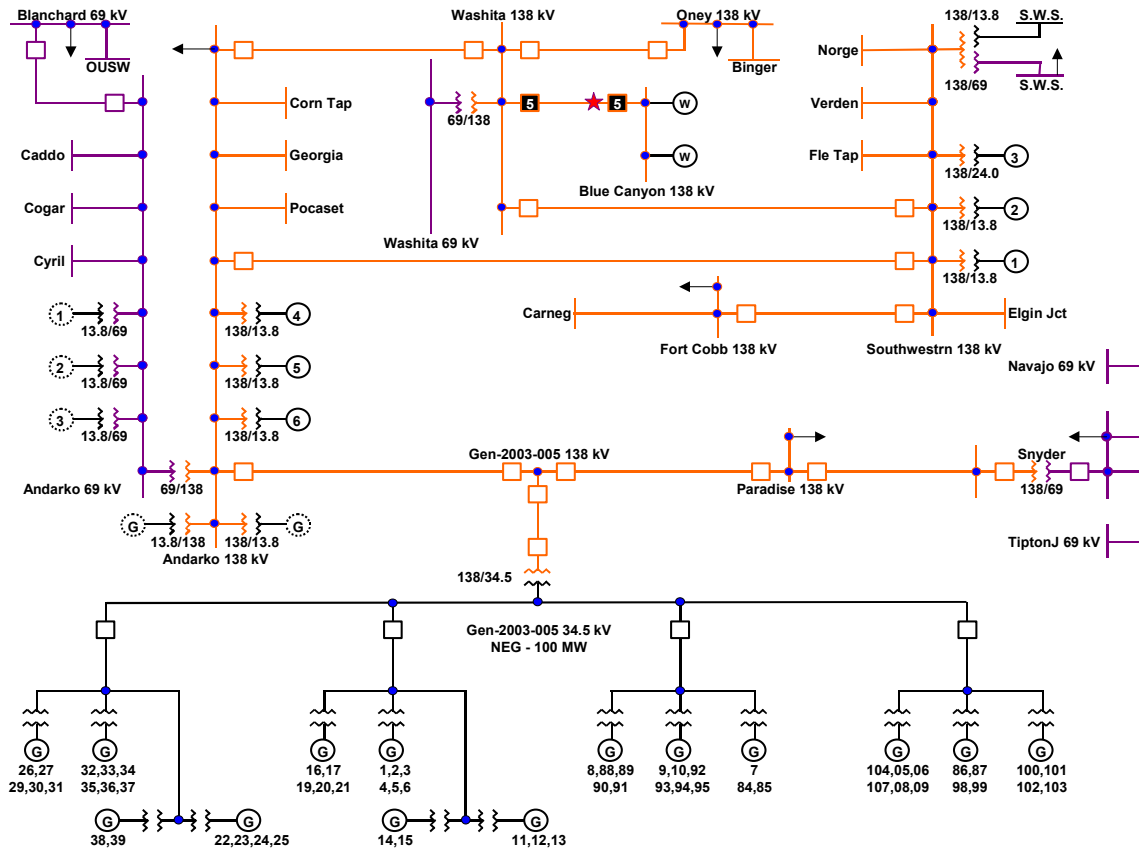 Blanchard 69 kV
OUSW
Washita 138 kV
Oney 138 kV
Binger
138/13.8
S.W.S.
Norge
138/69
S.W.S.
Corn Tap
5
5
W
Verden
69/138
Caddo
Georgia
W
Fle Tap
3
138/24.0
Blue Canyon 138 kV
Cogar
Pocaset
2
138/13.8
Washita 69 kV
Cyril
1
138/13.8
1
13.8/69
4
138/13.8
Carneg
Elgin Jct
Fort Cobb 138 kV
Southwestrn 138 kV
2
13.8/69
5
138/13.8
Navajo 69 kV
3
13.8/69
6
138/13.8
Gen-2003-005 138 kV
Snyder
Andarko 69 kV
69/138
Paradise 138 kV
138/69
G
13.8/138
138/13.8
G
TiptonJ 69 kV
Andarko 138 kV
138/34.5
Gen-2003-005 34.5 kV
NEG - 100 MW
G
G
G
G
G
G
G
G
G
G
26,27
29,30,31
32,33,34
35,36,37
16,17
19,20,21
1,2,3
4,5,6
8,88,89
90,91
9,10,92
93,94,95
7
84,85
104,05,06
107,08,09
86,87
98,99
100,101
102,103
G
38,39
G
22,23,24,25
G
14,15
G
11,12,13